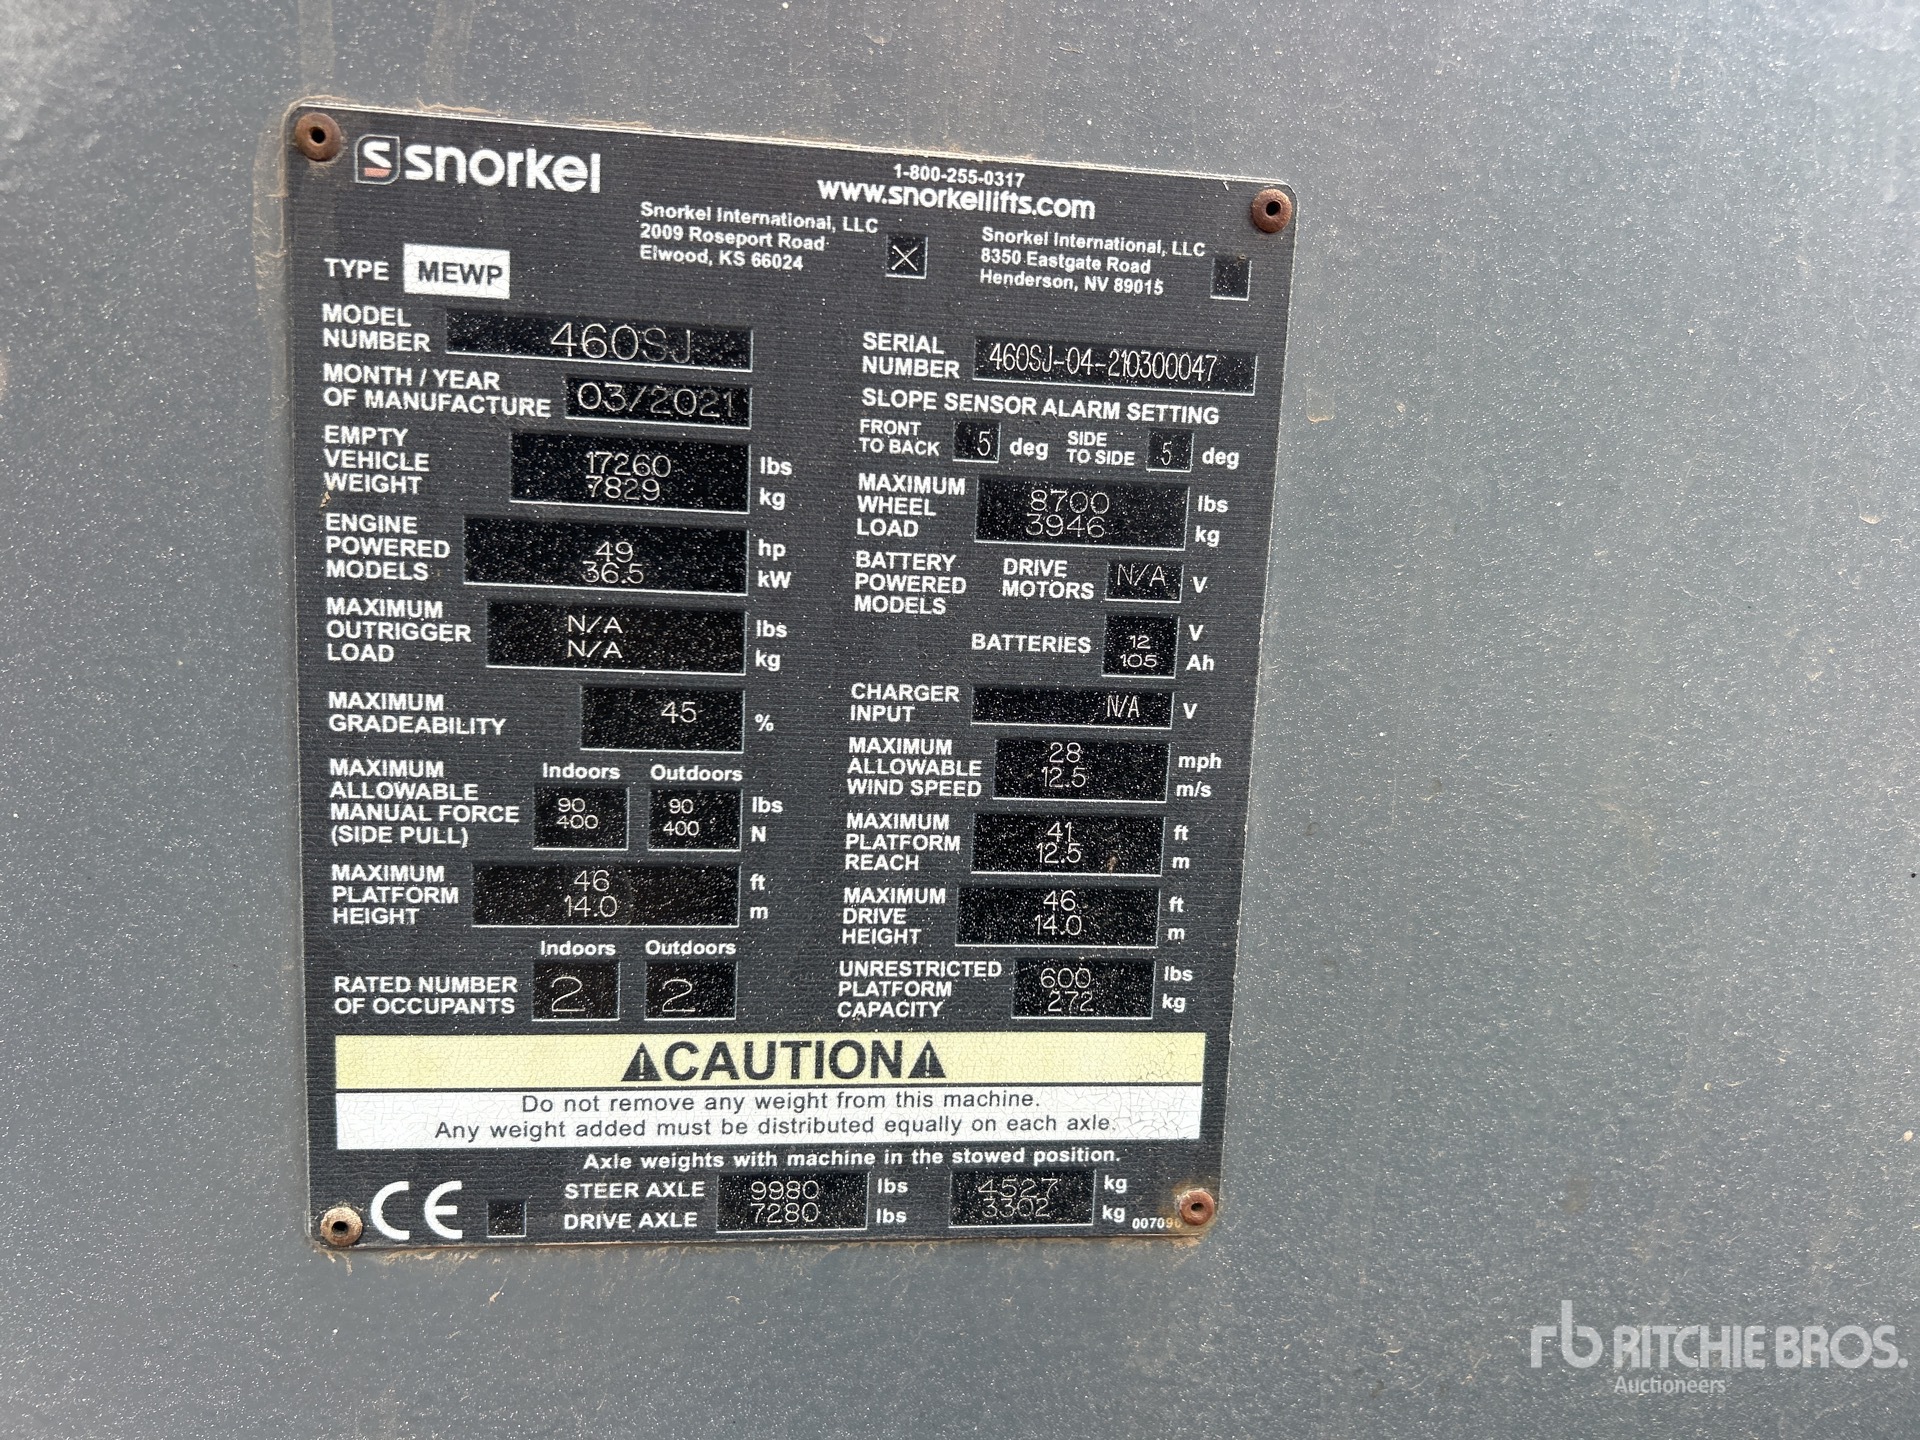 snorkel
1-800-255-0317
www.snorkellifts.com
Snorkel International, LLC
2009 Roseport Road
Elwood, KS 66024
X
Snorkel International, LLC
8350 Eastgate Road
Henderson, NV 89015
TYPE MEWP
MODEL
NUMBER 460SJ
MONTH / YEAR
OF MANUFACTURE 03/2021
EMPTY
VEHICLE
WEIGHT
17260 lbs
7829 kg
ENGINE
POWERED
MODELS
49 hp
36.5 kW
MAXIMUM
OUTRIGGER
LOAD
N/A lbs
N/A kg
MAXIMUM
GRADEABILITY
45 %
MAXIMUM
ALLOWABLE
MANUAL FORCE
(SIDE PULL)
Indoors Outdoors
90 90 lbs
400 400 N
MAXIMUM
PLATFORM
HEIGHT
46 ft
14.0 m
Indoors Outdoors
RATED NUMBER
OF OCCUPANTS
2 2
SERIAL
NUMBER 460SJ-04-210300047
SLOPE SENSOR ALARM SETTING
FRONT
TO BACK
5 deg
SIDE
TO SIDE
5 deg
MAXIMUM
WHEEL
LOAD
8700 lbs
3946 kg
BATTERY
POWERED
MODELS
DRIVE
MOTORS
N/A V
BATTERIES
12 V
105 Ah
CHARGER
INPUT
N/A V
MAXIMUM
ALLOWABLE
WIND SPEED
28 mph
12.5 m/s
MAXIMUM
PLATFORM
REACH
41 ft
12.5 m
MAXIMUM
DRIVE
HEIGHT
46 ft
14.0 m
UNRESTRICTED
PLATFORM
CAPACITY
600 lbs
272 kg
CAUTION
Do not remove any weight from this machine.
Any weight added must be distributed equally on each axle.
Axle weights with machine in the stowed position.
STEER AXLE 9980 lbs 4527 kg
DRIVE AXLE 7280 lbs 3302 kg
CE
rb RITCHIE BROS.
Auctioneers